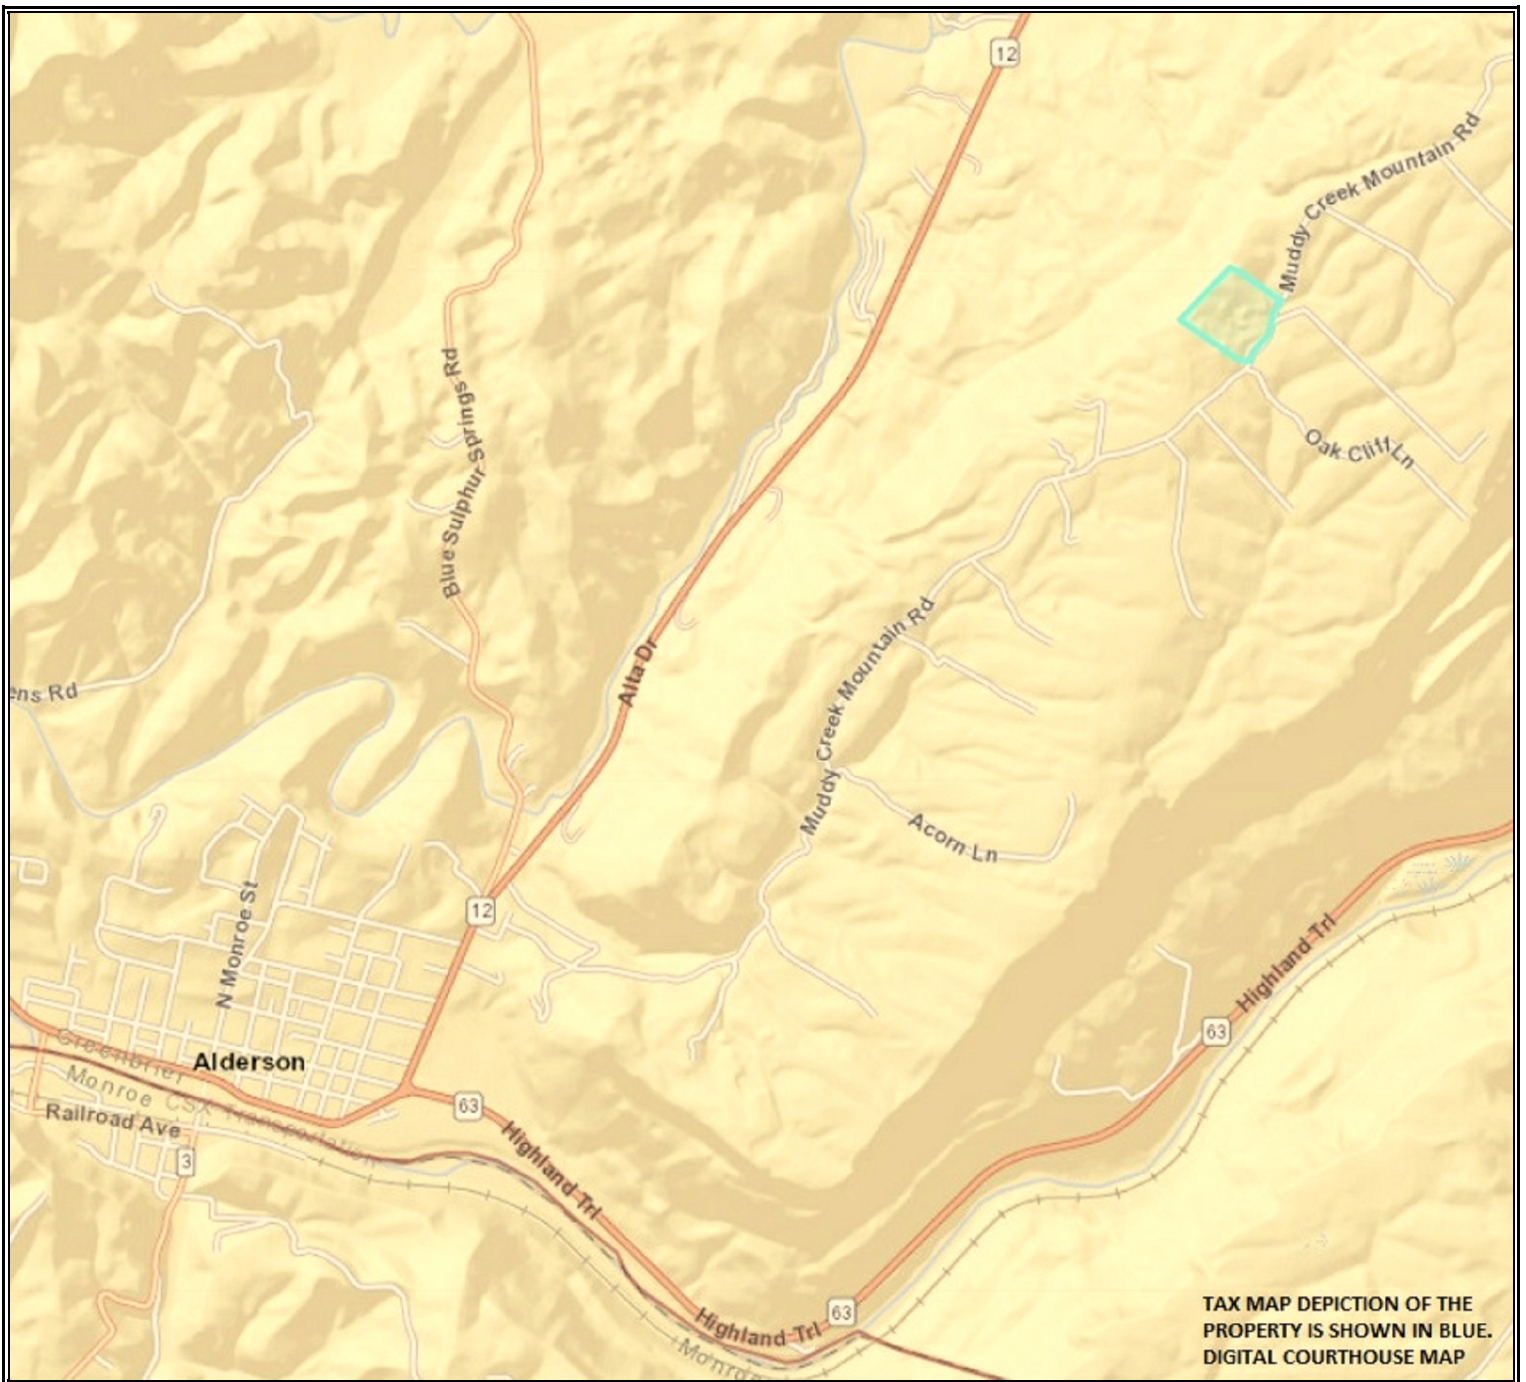 12
Muddy Creek Mountain Rd
Blue Sulphur Springs Rd
Oak Cliff Ln
Alta Dr
Muddy Creek Mountain Rd
ens Rd
Acorn Ln
N Monroe St
12
Highland Trl
63
Greenbrier
Alderson
Monroe
CSX Transportation
Railroad Ave
63
Highland Trl
3
63
Highland Trl
Monroe
TAX MAP DEPICTION OF THE
PROPERTY IS SHOWN IN BLUE.
DIGITAL COURTHOUSE MAP